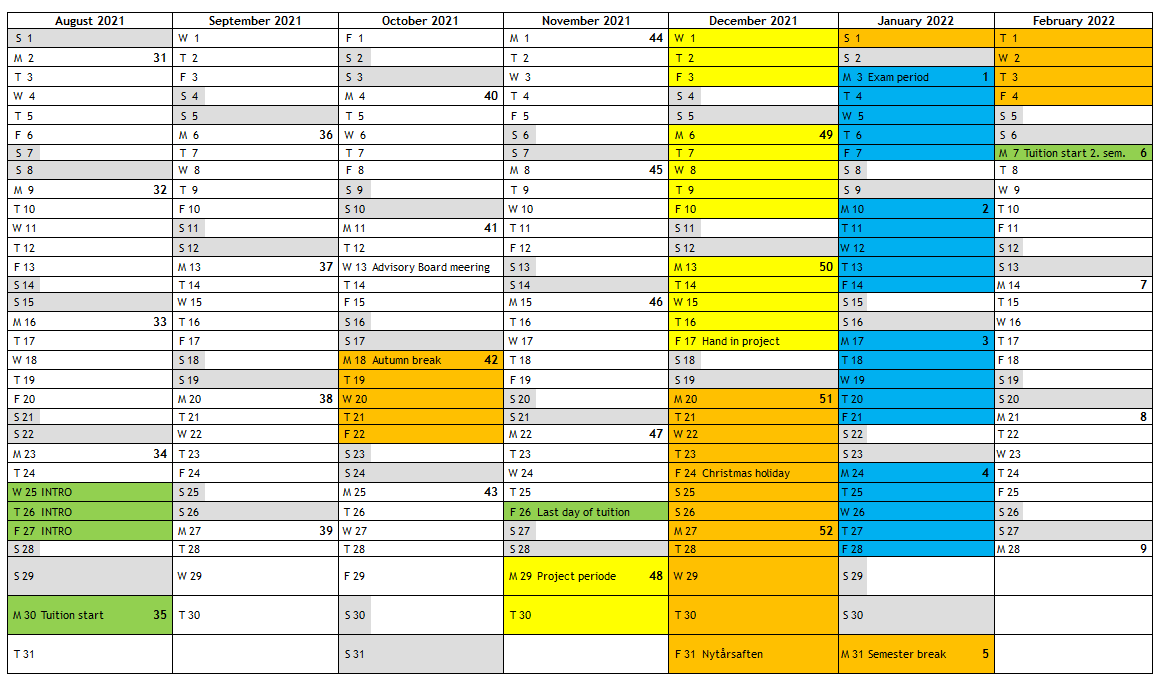 August 2021 September 2021 October 2021 November 2021 December 2021 January 2022 February 2022
S 1 W 1 F 1 M 1 44 W 1 S 1 T 1
M 2 31 T 2 S 2 T 2 T 2 S 2 W 2
T 3 F 3 S 3 W 3 F 3 M 3 Exam period 1 T 3
W 4 S 4 M 4 40 T 4 S 4 T 4 F 4
T 5 S 5 T 5 F 5 S 5 W 5 S 5
F 6 M 6 36 W 6 S 6 M 6 49 T 6 S 6
S 7 T 7 T 7 S 7 T 7 F 7 M 7 Tuition start 2. sem. 6
S 8 W 8 F 8 M 8 45 W 8 S 8 T 8
M 9 32 T 9 S 9 T 9 T 9 S 9 W 9
T 10 F 10 S 10 W 10 F 10 M 10 2 T 10
W 11 S 11 M 11 41 T 11 S 11 T 11 F 11
T 12 S 12 T 12 F 12 S 12 W 12 S 12
F 13 M 13 37 W 13 Advisory Board meering S 13 M 13 50 T 13 S 13
S 14 T 14 T 14 S 14 T 14 F 14 M 14 7
S 15 W 15 F 15 M 15 46 W 15 S 15 T 15
M 16 33 T 16 S 16 T 16 T 16 S 16 W 16
T 17 F 17 S 17 W 17 F 17 Hand in project M 17 3 T 17
W 18 S 18 M 18 Autumn break 42 T 18 S 18 T 18 F 18
T 19 S 19 T 19 F 19 S 19 W 19 S 19
F 20 M 20 38 W 20 S 20 M 20 51 T 20 S 20
S 21 T 21 T 21 S 21 T 21 F 21 M 21 8
S 22 W 22 F 22 M 22 47 W 22 S 22 T 22
M 23 34 T 23 S 23 T 23 T 23 S 23 W 23
T 24 F 24 S 24 W 24 F 24 Christmas holiday M 24 4 T 24
W 25 INTRO S 25 M 25 43 T 25 S 25 T 25 F 25
T 26 INTRO S 26 T 26 F 26 Last day of tuition S 26 W 26 S 26
F 27 INTRO M 27 39 W 27 S 27 M 27 52 T 27 S 27
S 28 T 28 T 28 S 28 T 28 F 28 M 28 9
S 29 W 29 F 29 M 29 Project periode 48 W 29 S 29
M 30 Tuition start 35 T 30 S 30 T 30 T 30 S 30
T 31 S 31 F 31 Nytårsaften M 31 Semester break 5